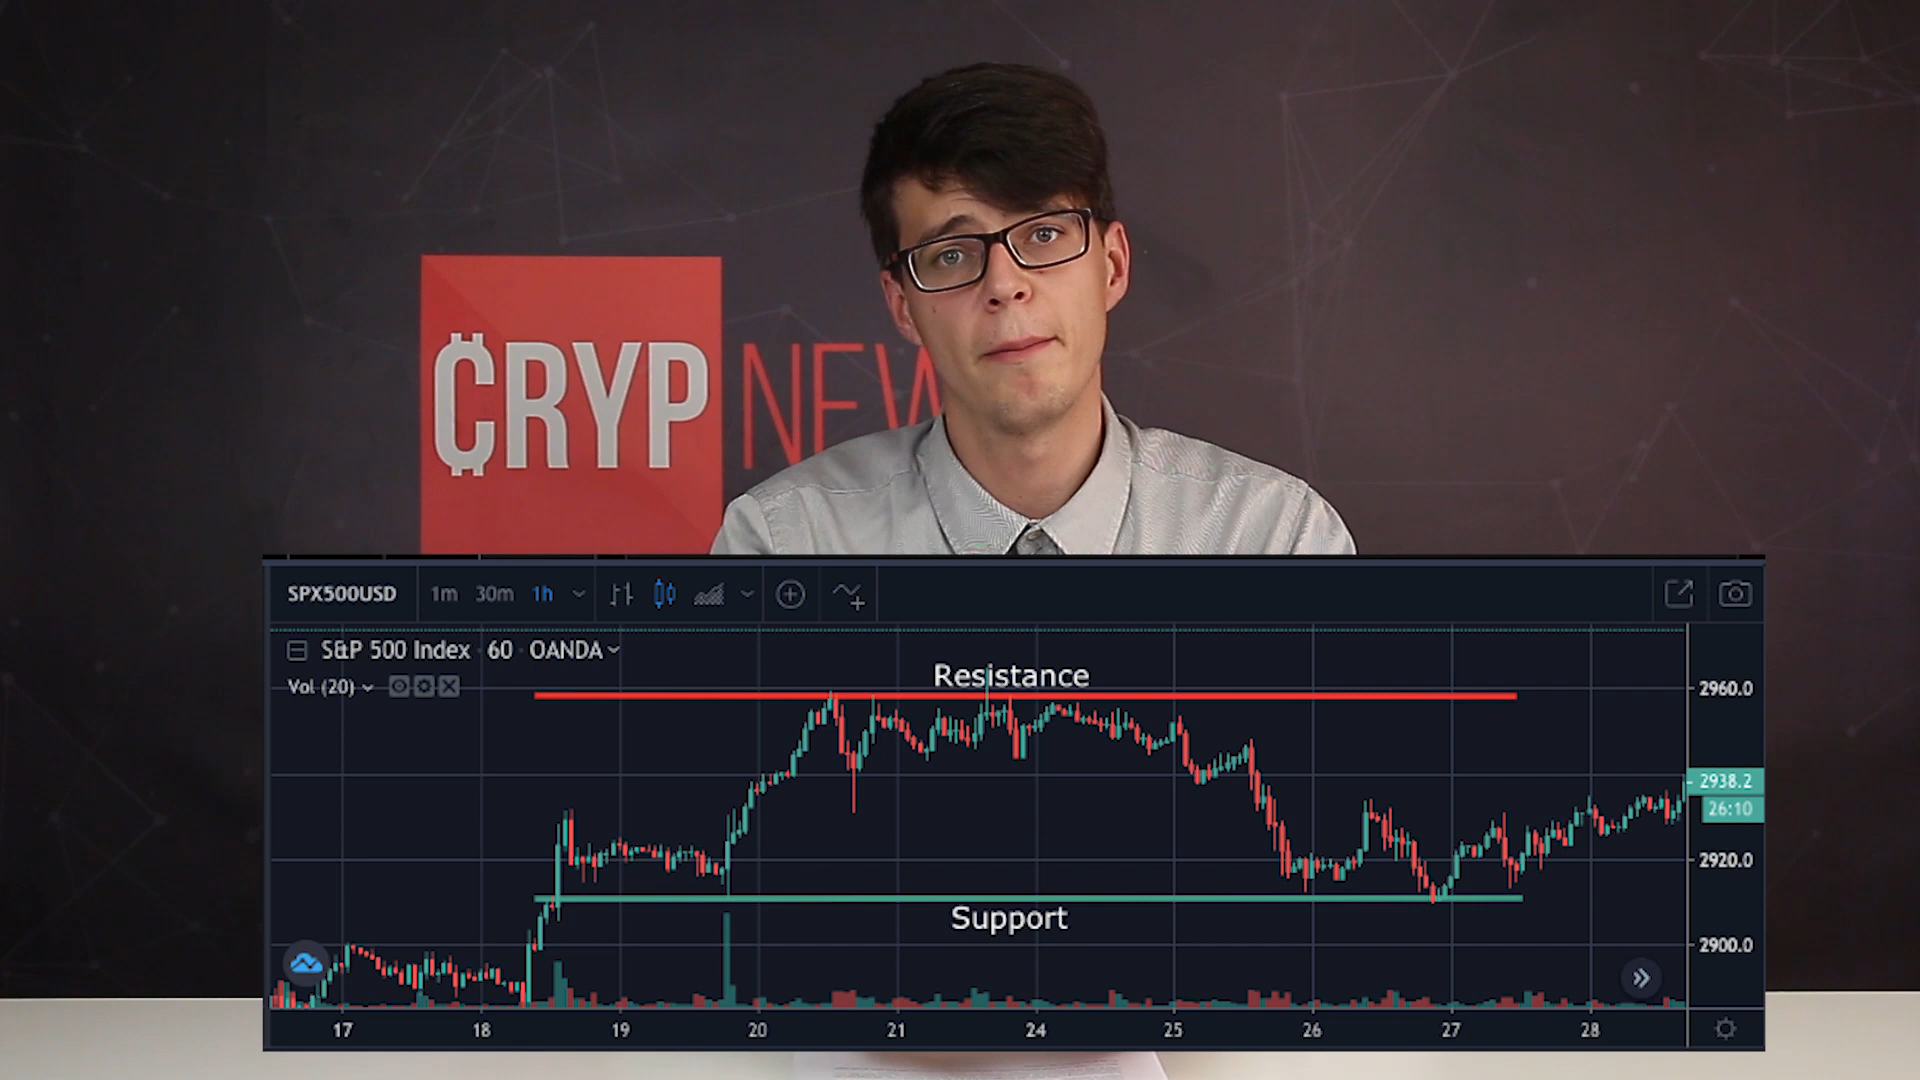 CRYP NEW
SPX500USD 1m 30m 1h
S&P 500 Index 60 OANDA
Vol (20)
Resistance
2960.0
2938.2
26:10
2920.0
Support
2900.0
17 18 19 20 21 24 25 26 27 28